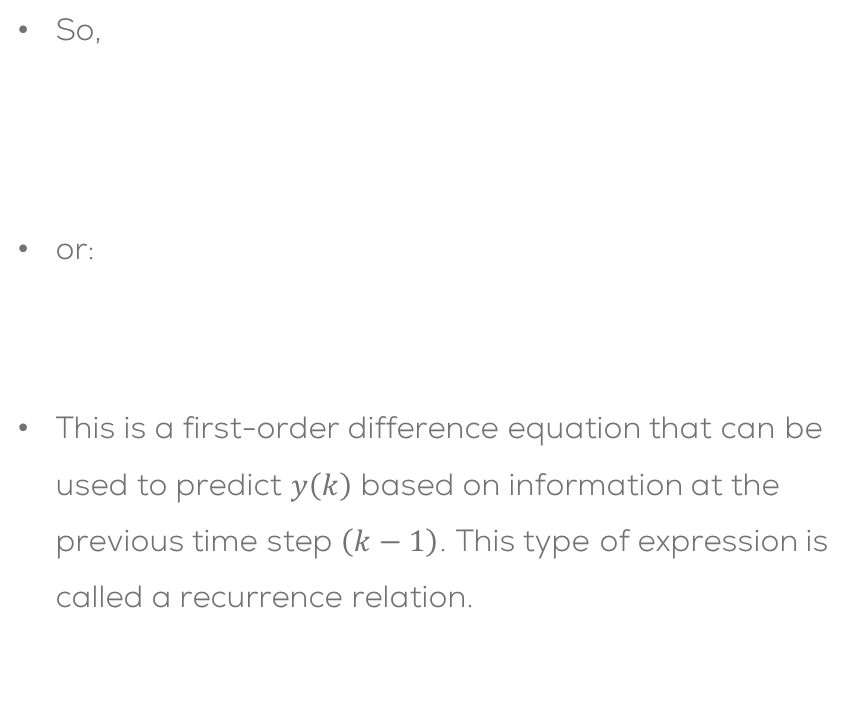 • So,
• or:
• This is a first-order difference equation that can be
used to predict y(k) based on information at the
previous time step (k − 1). This type of expression is
called a recurrence relation.